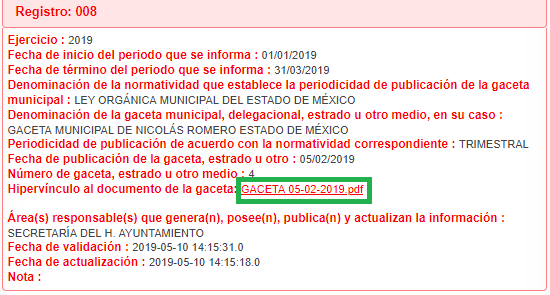 Registro: 008
Ejercicio : 2019
Fecha de inicio del periodo que se informa : 01/01/2019
Fecha de término del periodo que se informa : 31/03/2019
Denominación de la normatividad que establece la periodicidad de publicación de la gaceta
municipal : LEY ORGÁNICA MUNICIPAL DEL ESTADO DE MÉXICO
Denominación de la gaceta municipal, delegacional, estrado u otro medio, en su caso :
GACETA MUNICIPAL DE NICOLÁS ROMERO ESTADO DE MÉXICO
Periodicidad de publicación de acuerdo con la normatividad correspondiente : TRIMESTRAL
Fecha de publicación de la gaceta, estrado u otro : 05/02/2019
Número de gaceta, estrado u otro medio : 4
Hipervínculo al documento de la gaceta: GACETA 05-02-2019.pdf
Área(s) responsable(s) que genera(n), posee(n), publica(n) y actualizan la información :
SECRETARÍA DEL H. AYUNTAMIENTO
Fecha de validación : 2019-05-10 14:15:31.0
Fecha de actualización : 2019-05-10 14:15:18.0
Nota :